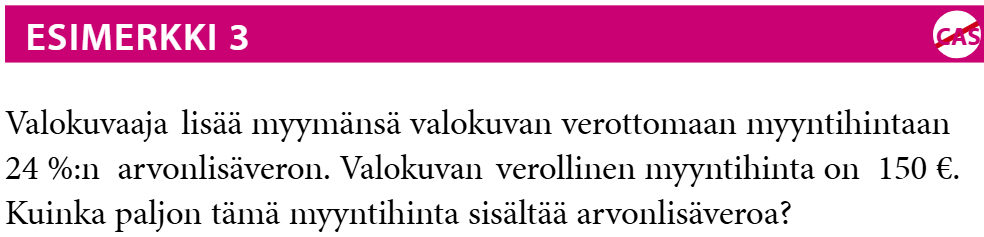 ESIMERKKI 3
CAS
Valokuvaaja lisää myymänsä valokuvan verottomaan myyntihintaan
24 %:n arvonlisäveron. Valokuvan verollinen myyntihinta on 150 €.
Kuinka paljon tämä myyntihinta sisältää arvonlisäveroa?